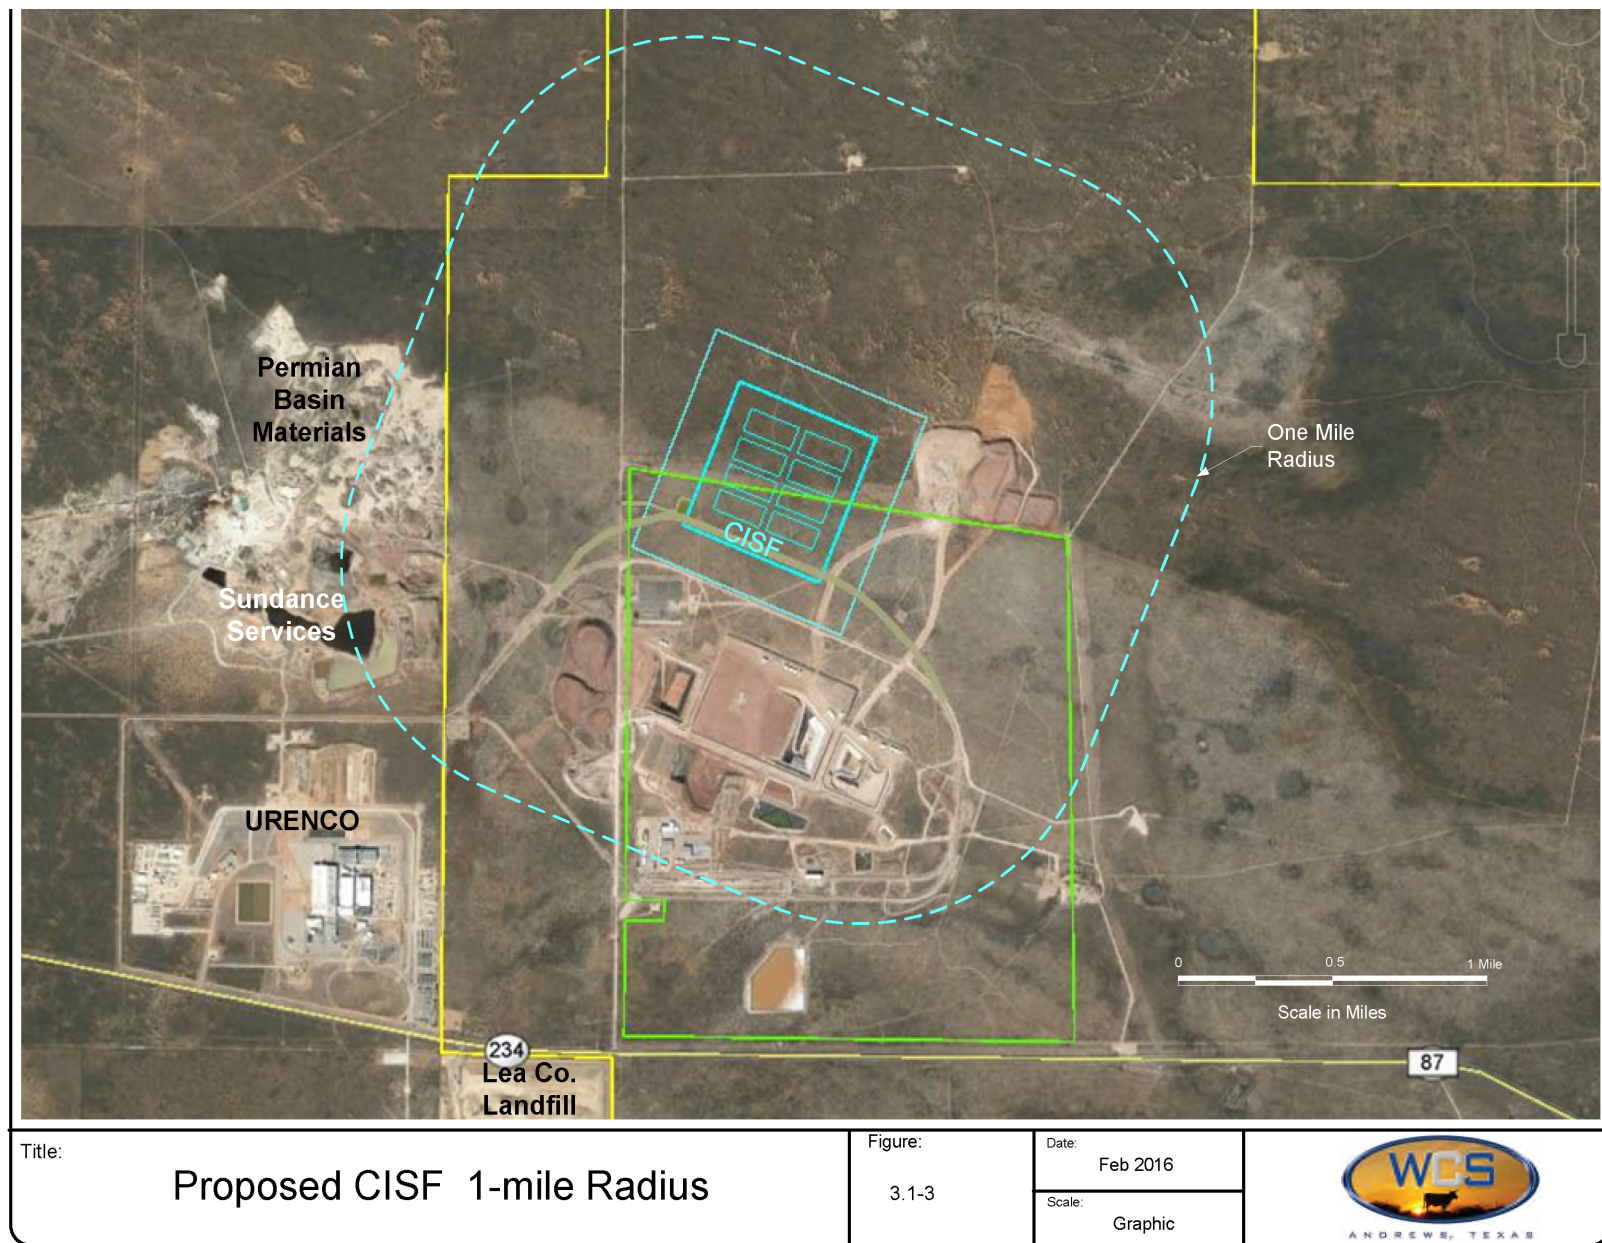 Permian
Basin
Materials
One Mile
Radius
CISF
Sundance
Services
URENCO
0 0.5 1 Mile
Scale in Miles
234
87
Lea Co.
Landfill
Title:
Proposed CISF 1-mile Radius
Figure:
3.1-3
Date:
Feb 2016
Scale:
Graphic
WCS
ANDREWS, TEXAS